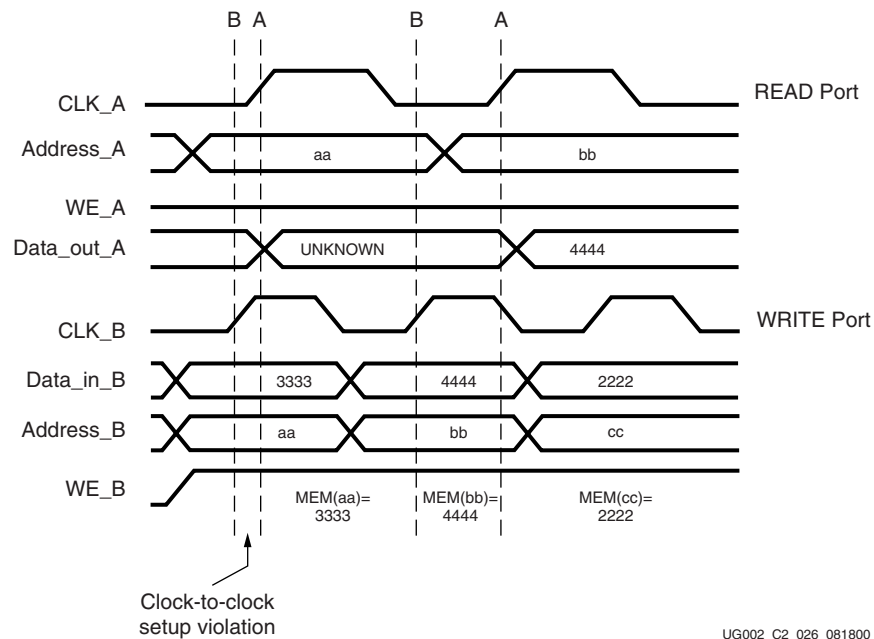 B A B A
CLK_A READ Port
Address_A aa bb
WE_A
Data_out_A UNKNOWN 4444
CLK_B WRITE Port
Data_in_B 3333 4444 2222
Address_B aa bb cc
WE_B
MEM(aa)= MEM(bb)= MEM(cc)=
3333 4444 2222
Clock-to-clock
setup violation
UG002_C2_026_081800